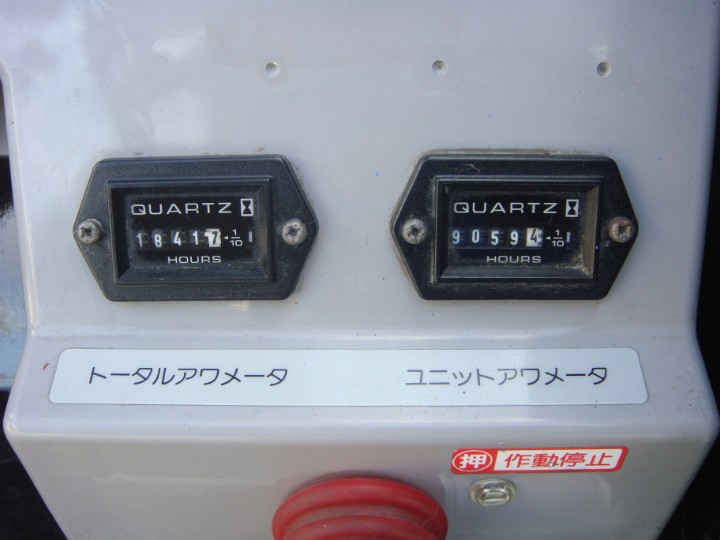 QUARTZ
18417 1/10
HOURS
QUARTZ
90594 1/10
HOURS
トータルアワメータ
ユニットアワメータ
押 作動停止